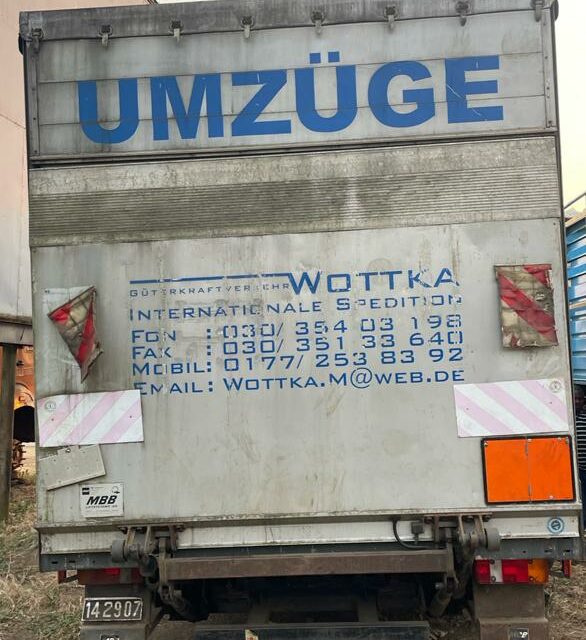 UMZÜGE
GÜTERKRAFTVERKEHR WOTTKA
INTERNATIONALE SPEDITION
FON : 030/ 354 03 198
FAX : 030/ 351 33 640
MOBIL: 0177/ 253 83 92
EMAIL: WOTTKA.M@WEB.DE
MBB
142907